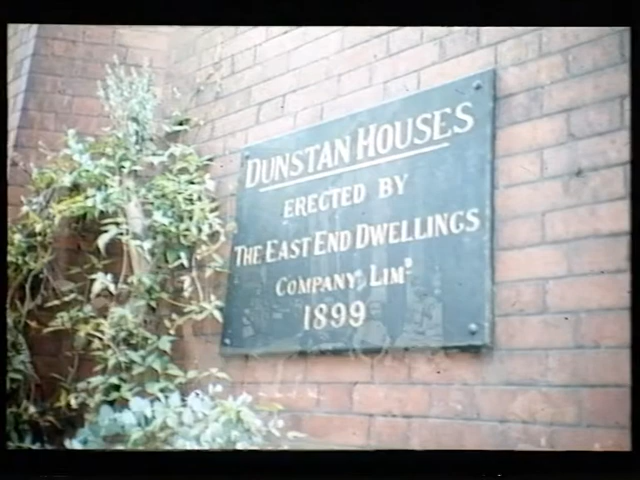 DUNSTAN HOUSES
ERECTED BY
THE EAST END DWELLINGS
COMPANY LIMD
1899